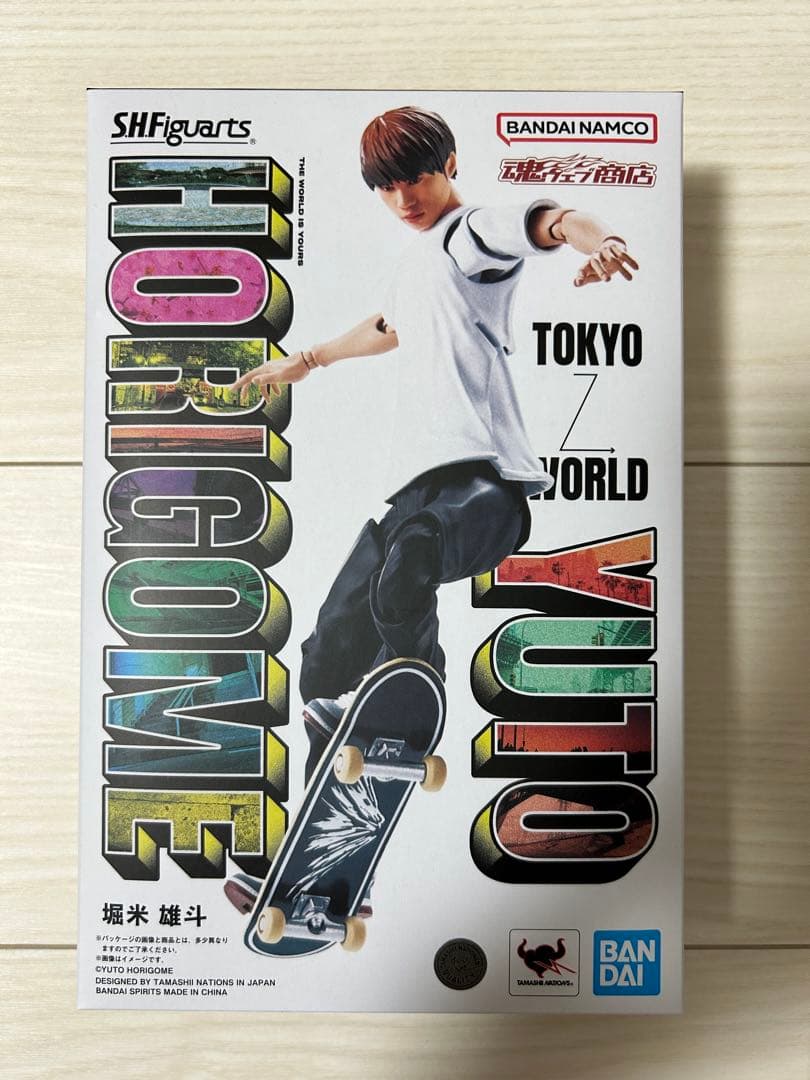 S.H.Figuarts®
BANDAI NAMCO
魂ウェブ商店
THE WORLD IS YOURS
HORIGOME
TOKYO
WORLD
YUTO
堀米 雄斗
※パッケージの画像と商品とは、多少異なり
ますのでご了承ください。
※画像はイメージです。
©YUTO HORIGOME
DESIGNED BY TAMASHII NATIONS IN JAPAN
BANDAI SPIRITS MADE IN CHINA
TAMASHII NATIONS®
BAN
DAI